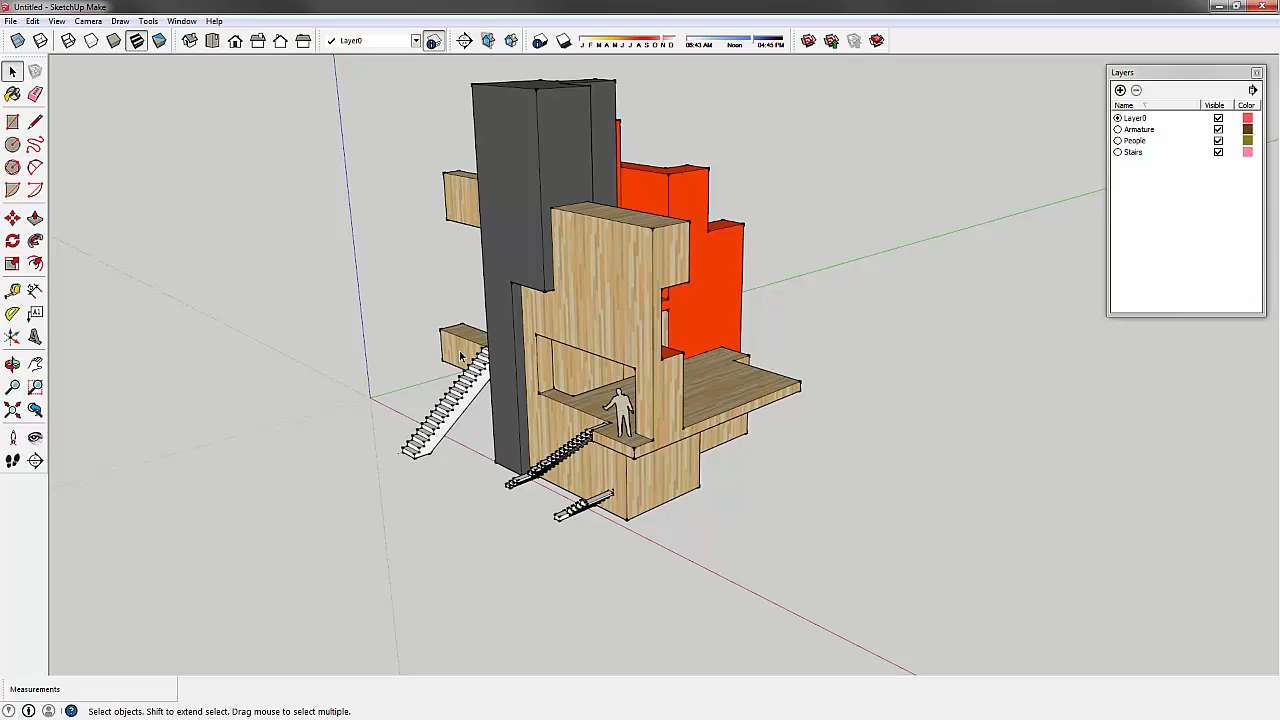 Untitled - SketchUp Make
File Edit View Camera Draw Tools Window Help
Layer0
J F M A M J J A S O N D
06:43 AM Noon 04:45 PM
Layers
Name Visible Color
Layer0
Armature
People
Stairs
Measurements
Select objects. Shift to extend select. Drag mouse to select multiple.